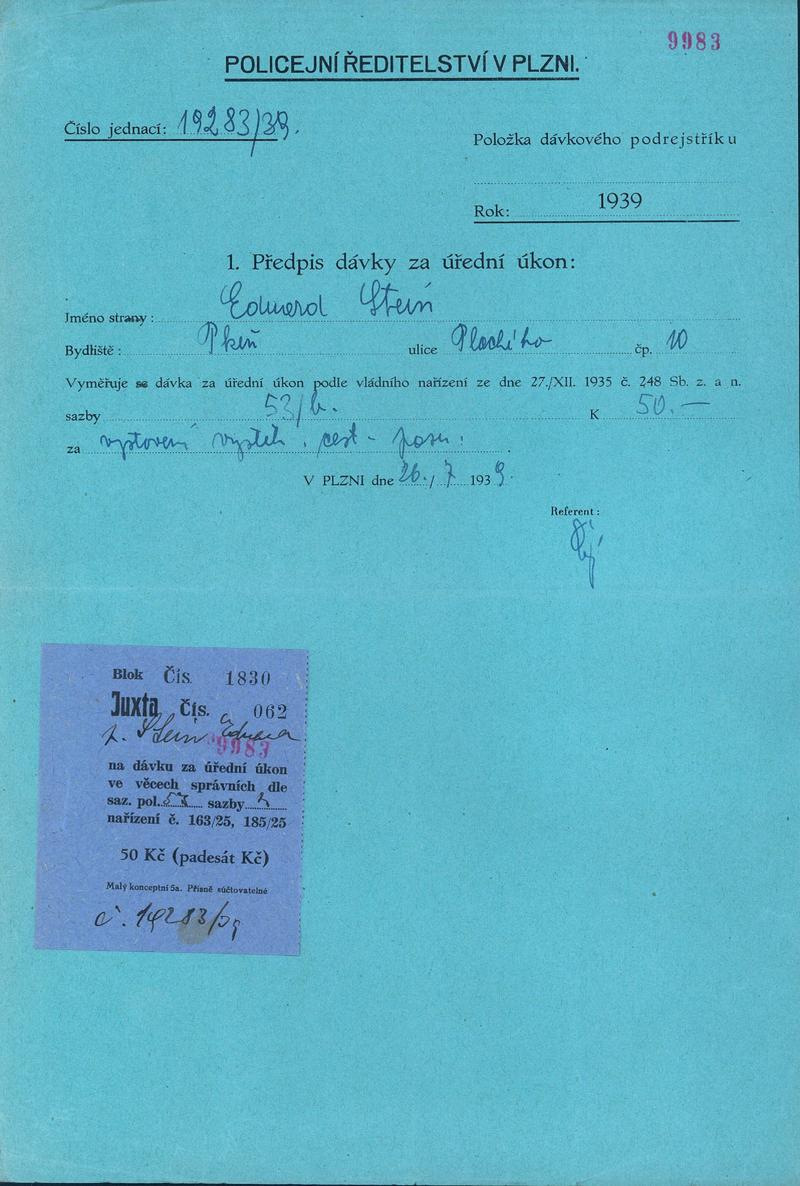 9983
POLICEJNÍ ŘEDITELSTVÍ V PLZNI.
Číslo jednací: 19283/39.
Položka dávkového podrejstříku
Rok: 1939
1. Předpis dávky za úřední úkon:
Jméno strany: Eduard Stein
Bydliště: Plzeň ulice Plachého čp. 10
Vyměřuje se dávka za úřední úkon podle vládního nařízení ze dne 27./XII. 1935 č. 248 Sb. z. a n.
sazby 53/b. K 50.—
za vystavení vystěh. cest. pasu.
V PLZNI dne 26./7 1939
Referent:
Blok Čís. 1830
Juxta Čís. 062
p. Stein Eduard
9983
na dávku za úřední úkon
ve věcech správních dle
saz. pol. sazby
nařízení č. 163/25, 185/25
50 Kč (padesát Kč)
Malý konceptní 5a. Přísně súčtovatelné
č. 19283/39